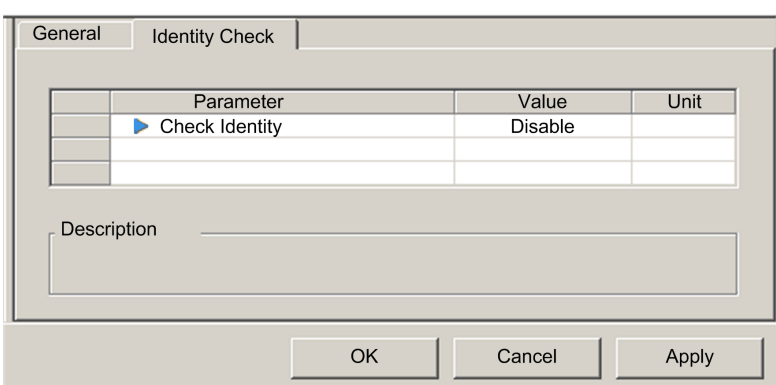 General Identity Check
Parameter Value Unit
Check Identity Disable
Description
OK Cancel Apply